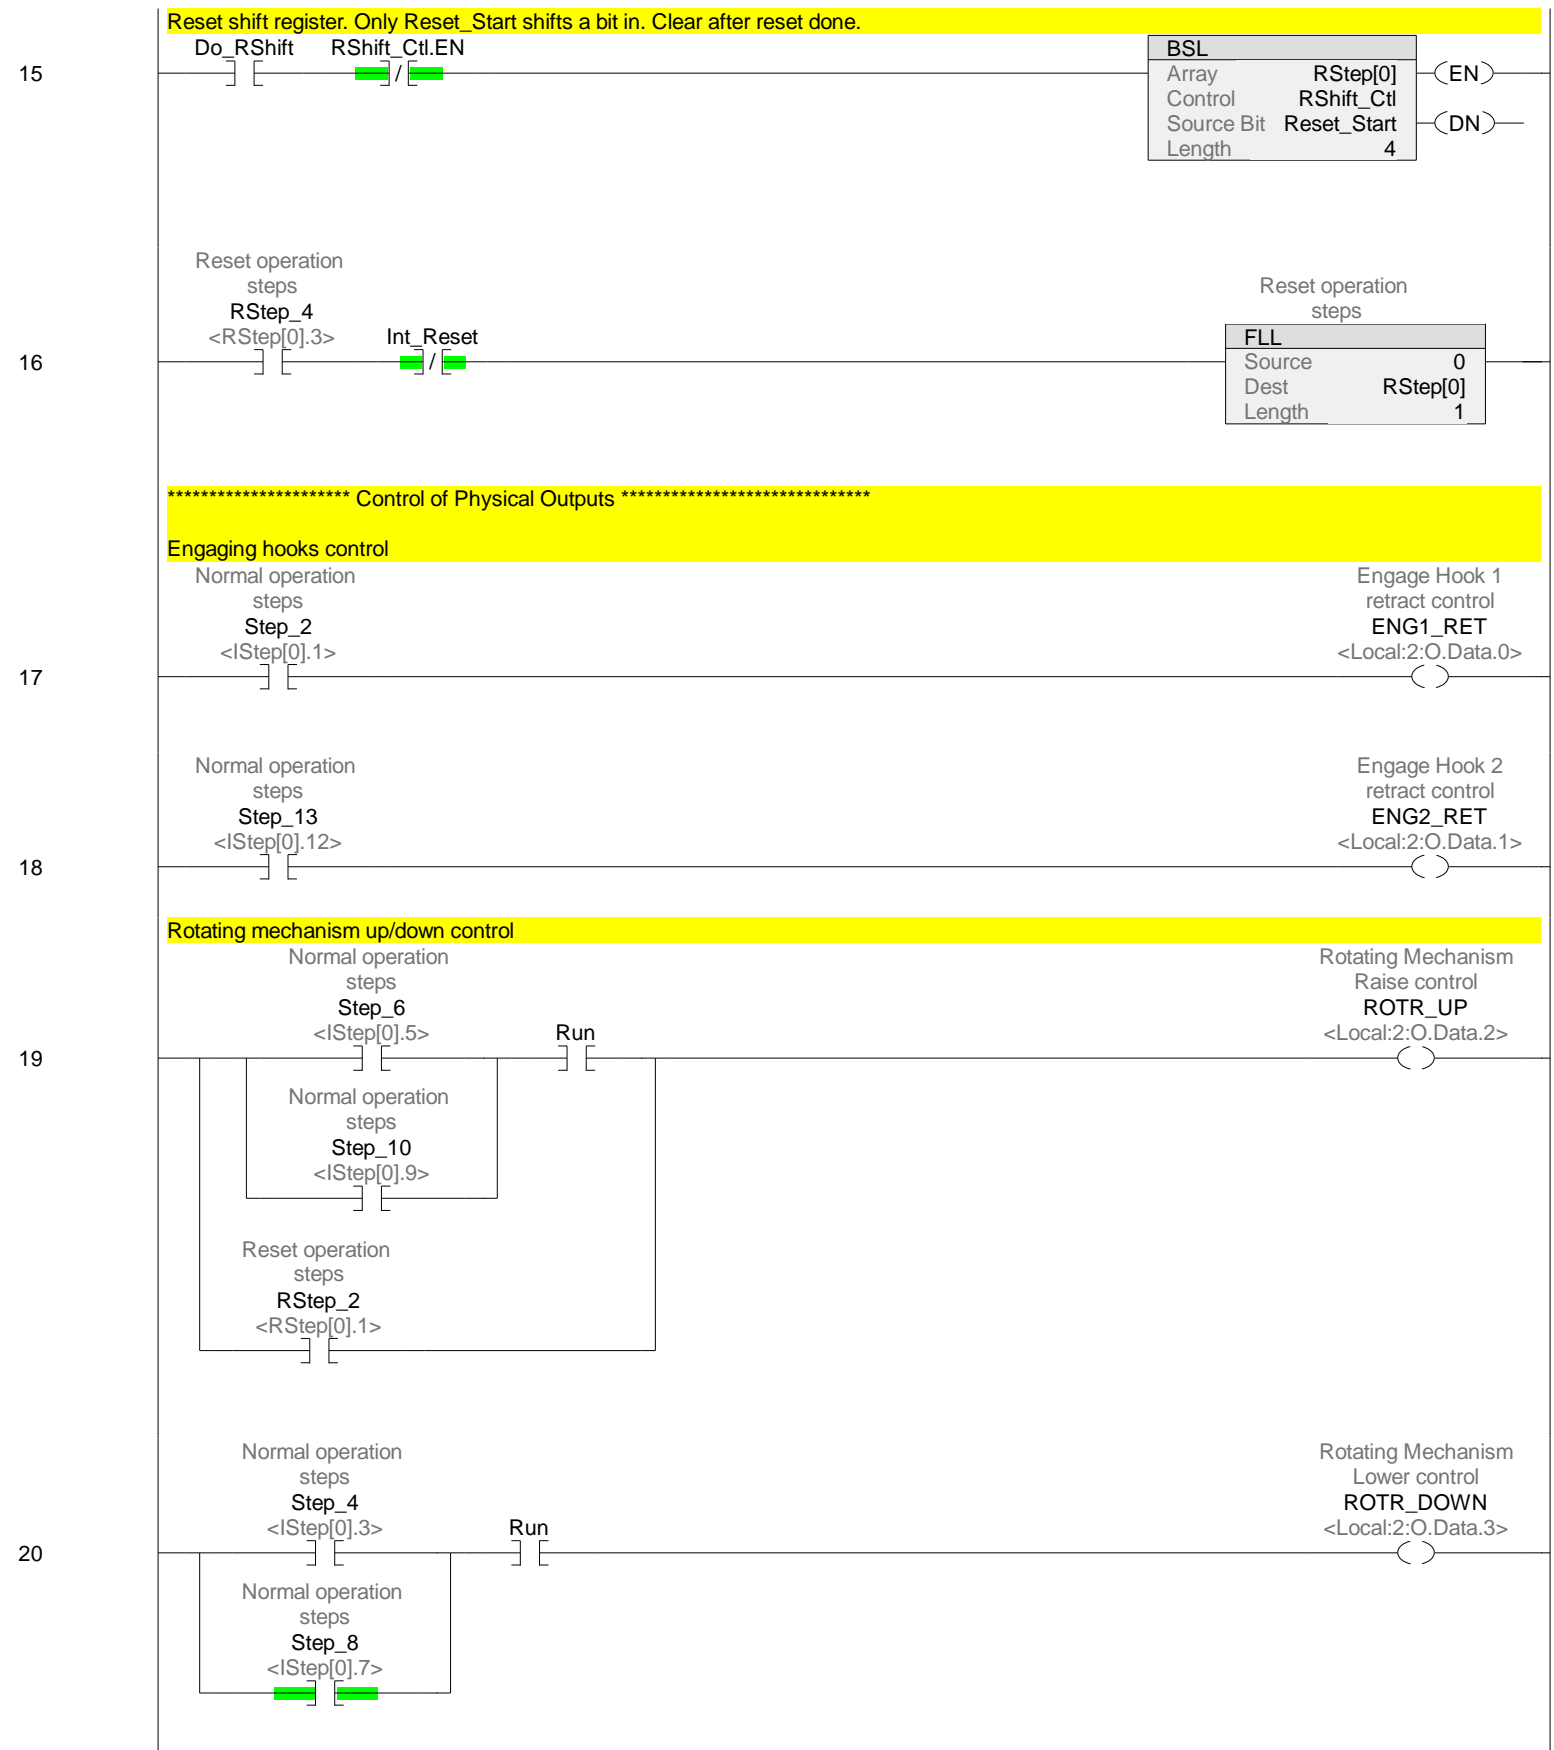 Reset shift register. Only Reset_Start shifts a bit in. Clear after reset done.
Do_RShift RShift_Ctl.EN
15
BSL
Array RStep[0]
Control RShift_Ctl
Source Bit Reset_Start
Length 4
EN
DN
Reset operation
steps
RStep_4
<RStep[0].3>
Int_Reset
/
16
Reset operation
steps
FLL
Source 0
Dest RStep[0]
Length 1
********************** Control of Physical Outputs ******************************
Engaging hooks control
Normal operation
steps
Step_2
<IStep[0].1>
17
Engage Hook 1
retract control
ENG1_RET
<Local:2:O.Data.0>
Normal operation
steps
Step_13
<IStep[0].12>
18
Engage Hook 2
retract control
ENG2_RET
<Local:2:O.Data.1>
Rotating mechanism up/down control
Normal operation
steps
Step_6
<IStep[0].5>
Run
19
Rotating Mechanism
Raise control
ROTR_UP
<Local:2:O.Data.2>
Normal operation
steps
Step_10
<IStep[0].9>
Reset operation
steps
RStep_2
<RStep[0].1>
Normal operation
steps
Step_4
<IStep[0].3>
Run
20
Rotating Mechanism
Lower control
ROTR_DOWN
<Local:2:O.Data.3>
Normal operation
steps
Step_8
<IStep[0].7>